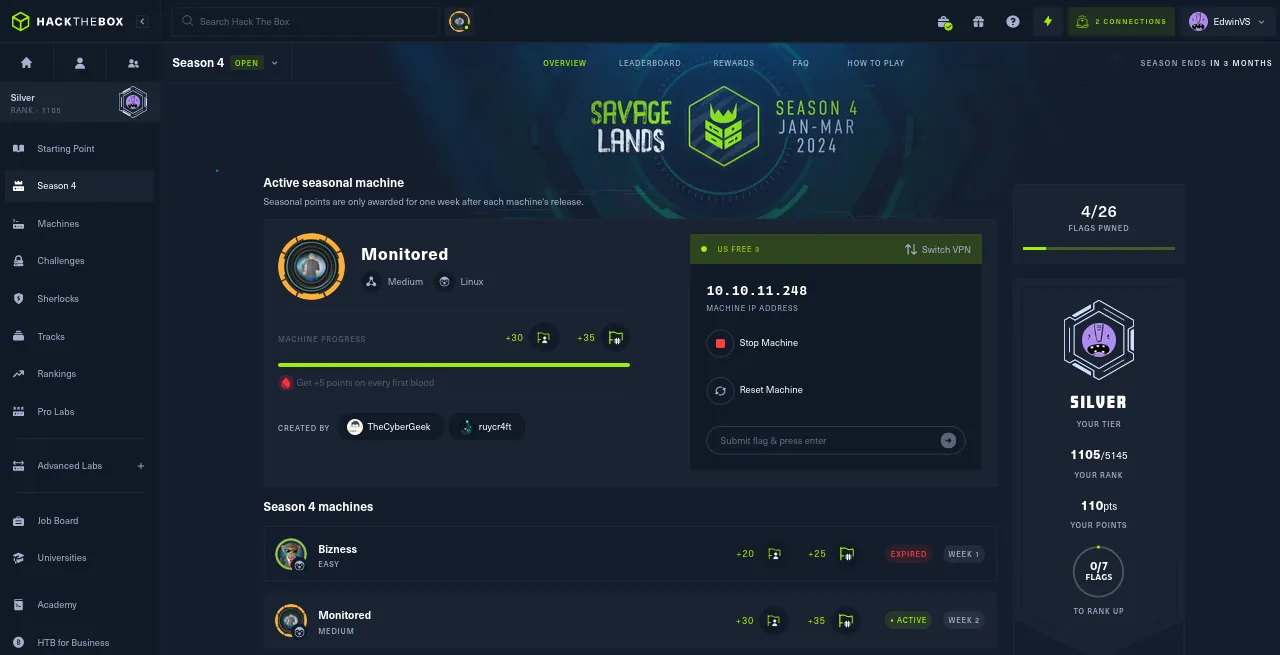 HACKTHEBOX
Search Hack The Box
2 CONNECTIONS
EdwinVS
Silver
RANK - 1105
Starting Point
Season 4
Machines
Challenges
Sherlocks
Tracks
Rankings
Pro Labs
Advanced Labs +
Job Board
Universities
Academy
HTB for Business
Season 4 OPEN
OVERVIEW
LEADERBOARD
REWARDS
FAQ
HOW TO PLAY
SEASON ENDS IN 3 MONTHS
SAVAGE
LANDS
SEASON 4
JAN-MAR
2024
Active seasonal machine
Seasonal points are only awarded for one week after each machine's release.
Monitored
Medium Linux
MACHINE PROGRESS +30 +35
Get +5 points on every first blood
CREATED BY TheCyberGeek ruycr4ft
US FREE 3 Switch VPN
10.10.11.248
MACHINE IP ADDRESS
Stop Machine
Reset Machine
Submit flag & press enter
Season 4 machines
Bizness
EASY
+20 +25 EXPIRED WEEK 1
Monitored
MEDIUM
+30 +35 • ACTIVE WEEK 2
4/26
FLAGS PWNED
SILVER
YOUR TIER
1105/5145
YOUR RANK
110pts
YOUR POINTS
0/7
FLAGS
TO RANK UP